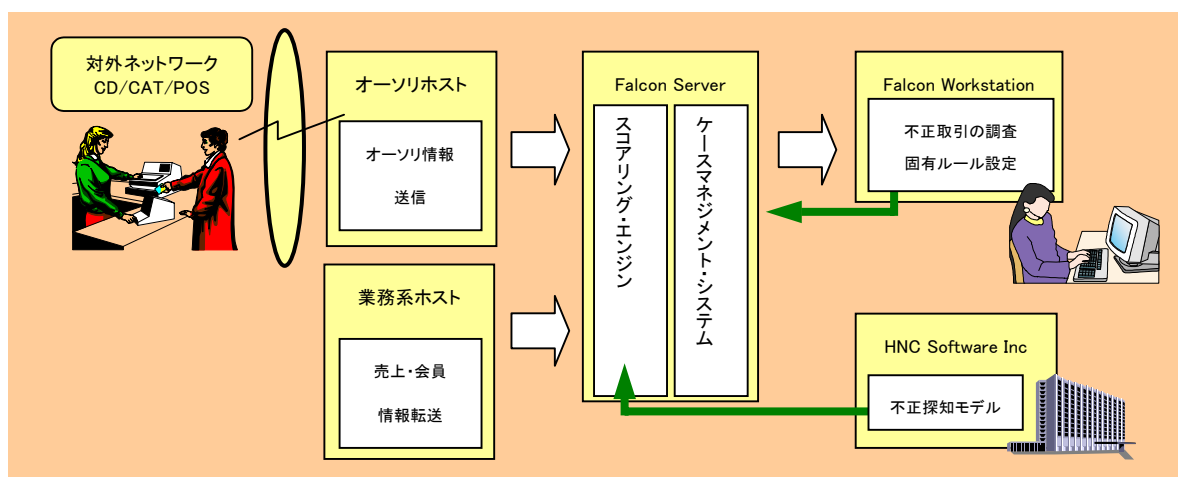 対外ネットワーク
CD/CAT/POS
オーソリホスト
オーソリ情報
送信
業務系ホスト
売上・会員
情報転送
Falcon Server
スコアリング・エンジン
ケースマネジメント・システム
Falcon Workstation
不正取引の調査
固有ルール設定
HNC Software Inc
不正探知モデル